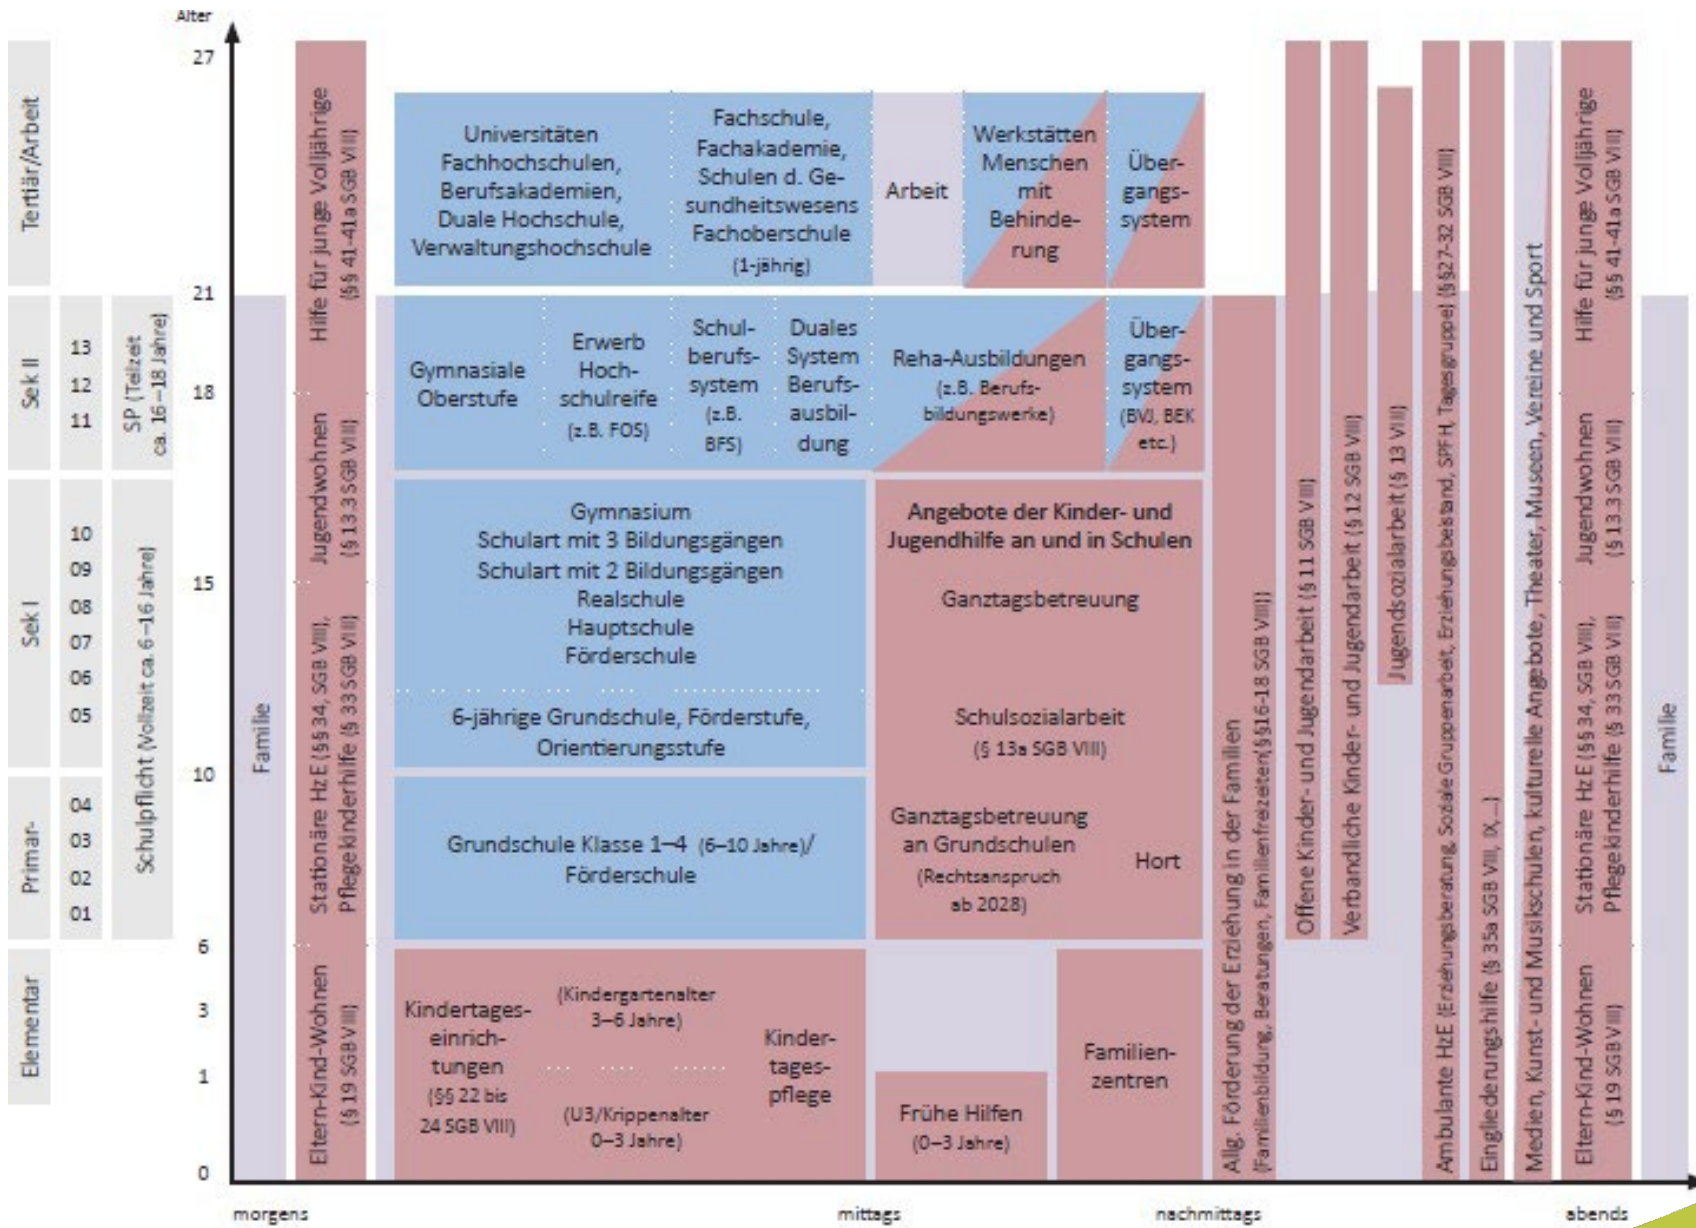 Alter
27
21
18
15
10
6
3
1
0
Tertiär/Arbeit
Sek II
Sek I
Primar-
Elementar
13
12
11
10
09
08
07
06
05
04
03
02
01
SP (Teilzeit
ca. 16–18 Jahre)
Schulpflicht (Vollzeit ca. 6–16 Jahre)
Familie
Hilfe für junge Volljährige
(§§ 41-41a SGB VIII)
Jugendwohnen
(§ 13.3 SGB VIII)
Stationäre HzE (§§ 34, SGB VIII),
Pflegekinderhilfe (§ 33 SGB VIII)
Eltern-Kind-Wohnen
(§ 19 SGB VIII)
Universitäten
Fachhochschulen,
Berufsakademien,
Duale Hochschule,
Verwaltungshochschule
Fachschule,
Fachakademie,
Schulen d. Ge-
sundheitswesens
Fachoberschule
(1-jährig)
Arbeit
Werkstätten
Menschen
mit
Behinde-
rung
Über-
gangs-
system
Gymnasiale
Oberstufe
Erwerb
Hoch-
schulreife
(z.B. FOS)
Schul-
berufs-
system
(z.B.
BFS)
Duales
System
Berufs-
ausbil-
dung
Reha-Ausbildungen
(z.B. Berufs-
bildungswerke)
Über-
gangs-
system
(BVJ, BEK
etc.)
Gymnasium
Schulart mit 3 Bildungsgängen
Schulart mit 2 Bildungsgängen
Realschule
Hauptschule
Förderschule
6-jährige Grundschule, Förderstufe,
Orientierungsstufe
Angebote der Kinder- und
Jugendhilfe an und in Schulen
Ganztagsbetreuung
Schulsozialarbeit
(§ 13a SGB VIII)
Grundschule Klasse 1–4 (6–10 Jahre)/
Förderschule
Ganztagsbetreuung
an Grundschulen
(Rechtsanspruch
ab 2028)
Hort
Kindertages-
einrich-
tungen
(§§ 22 bis
24 SGB VIII)
(Kindergartenalter
3–6 Jahre)
(U3/Krippenalter
0–3 Jahre)
Kinder-
tages-
pflege
Frühe Hilfen
(0–3 Jahre)
Familien-
zentren
Allg. Förderung der Erziehung in der Familien
(Familienbildung, Beratungen, Familienfreizeiten(§§16-18 SGB VIII))
Offene Kinder- und Jugendarbeit (§ 11 SGB VIII)
Verbandliche Kinder- und Jugendarbeit (§ 12 SGB VIII)
Jugendsozialarbeit (§ 13 VIII)
Ambulante HzE (Erziehungsberatung, Soziale Gruppenarbeit, Erziehungsbeistand, SPFH, Tagesgruppe) (§§27-32 SGB VIII)
Eingliederungshilfe (§ 35a SGB VIII, IX,...)
Medien, Kunst- und Musikschulen, kulturelle Angebote, Theater, Museen, Vereine und Sport
Hilfe für junge Volljährige
(§§ 41-41a SGB VIII)
Jugendwohnen
(§ 13.3 SGB VIII)
Stationäre HzE (§§ 34, SGB VIII),
Pflegekinderhilfe (§ 33 SGB VIII)
Eltern-Kind-Wohnen
(§ 19 SGB VIII)
Familie
morgens
mittags
nachmittags
abends